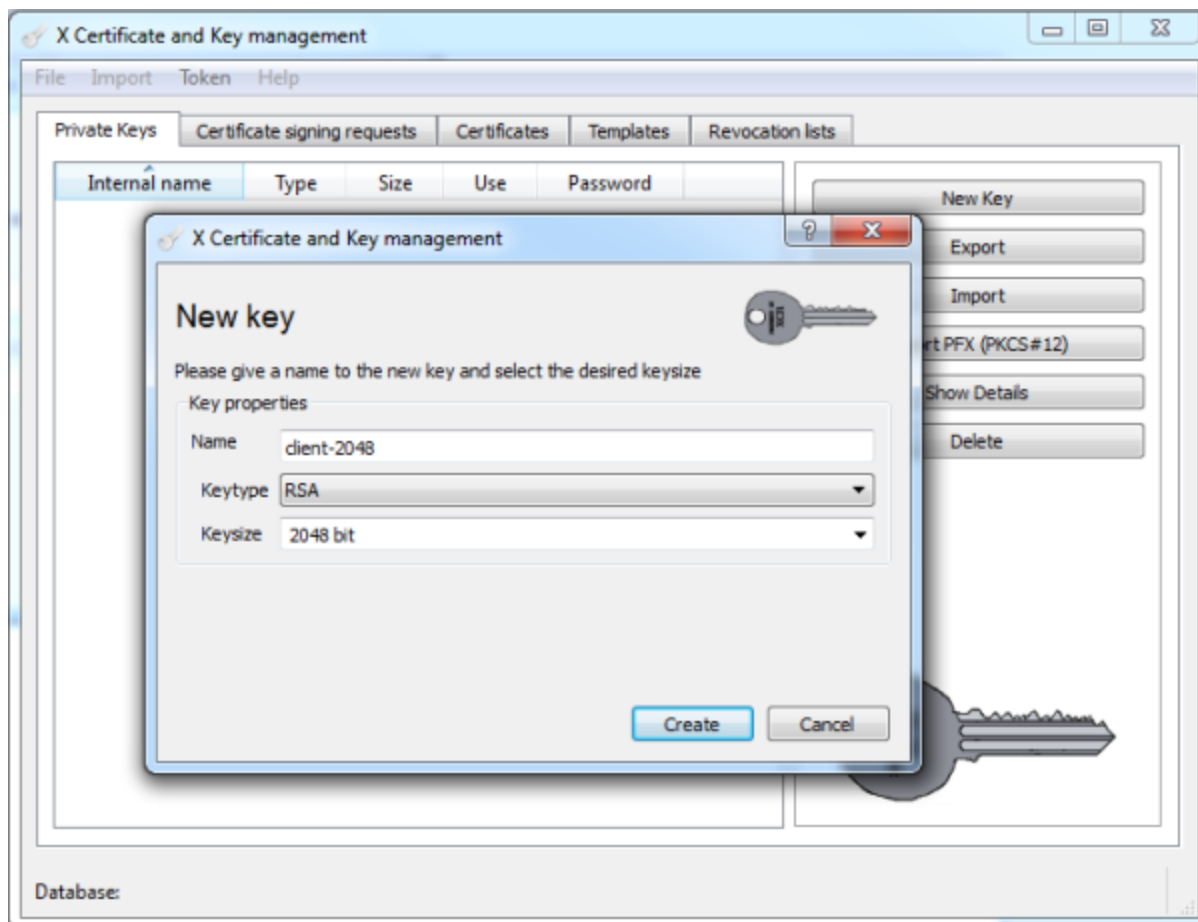 X Certificate and Key management
File Import Token Help
Private Keys Certificate signing requests Certificates Templates Revocation lists
Internal name Type Size Use Password
New Key
Export
Import
rt PFX (PKCS#12)
Show Details
Delete
X Certificate and Key management
New key
Please give a name to the new key and select the desired keysize
Key properties
Name client-2048
Keytype RSA
Keysize 2048 bit
Create Cancel
Database: